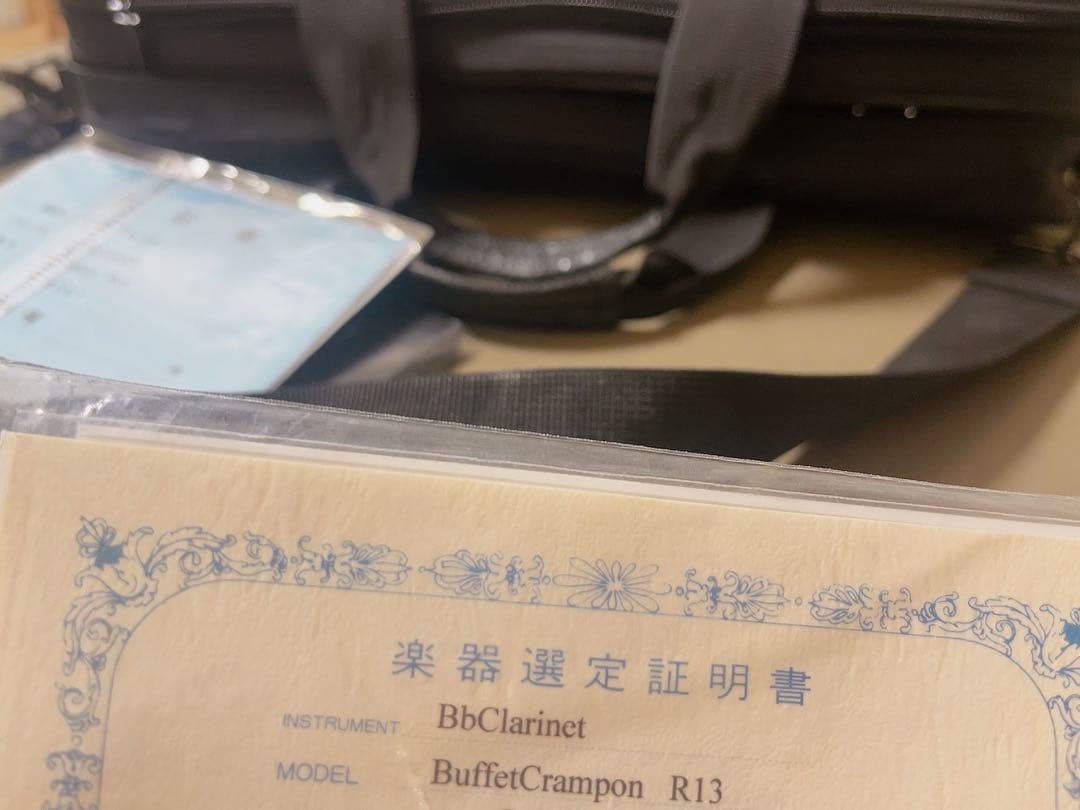 楽器選定証明書
INSTRUMENT BbClarinet
MODEL BuffetCrampon R13